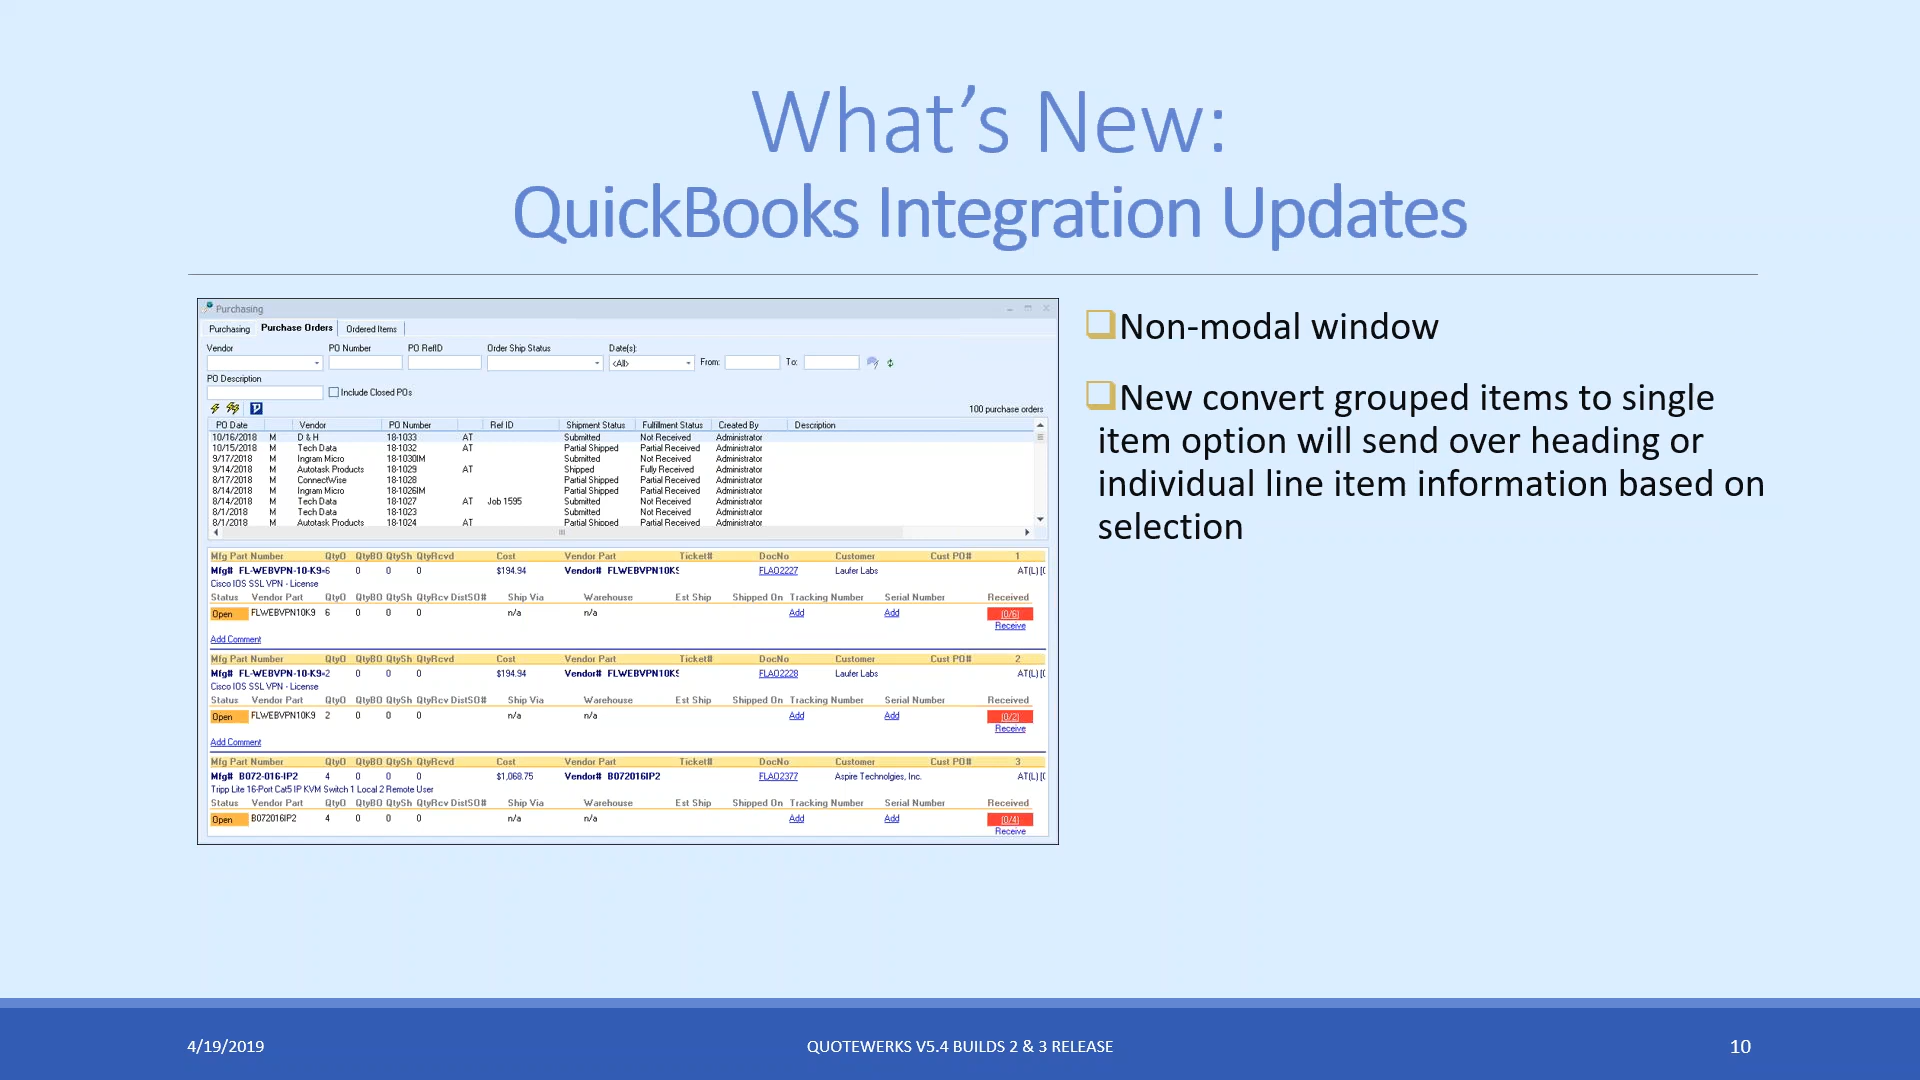 What’s New:
QuickBooks Integration Updates
Purchasing
Purchasing Purchase Orders Ordered Items
Vendor PO Number PO RefID Order Ship Status Date(s):
<All> From: To:
PO Description
Include Closed POs
100 purchase orders
PO Date Vendor PO Number Ref ID Shipment Status Fulfillment Status Created By Description
10/16/2018 M D & H 18-1033 AT Submitted Not Received Administrator
10/15/2018 M Tech Data 18-1032 AT Partial Shipped Partial Received Administrator
9/17/2018 M Ingram Micro 18-1030IM Submitted Not Received Administrator
9/14/2018 M Autotask Products 18-1029 AT Shipped Fully Received Administrator
8/17/2018 M ConnectWise 18-1028 Partial Shipped Partial Received Administrator
8/14/2018 M Ingram Micro 18-1026IM Partial Shipped Partial Received Administrator
8/14/2018 M Tech Data 18-1027 AT Job 1595 Submitted Not Received Administrator
8/1/2018 M Tech Data 18-1023 Submitted Not Received Administrator
8/1/2018 M Autotask Products 18-1024 AT Partial Shipped Partial Received Administrator
Mfg Part Number QtyO QtyBO QtySh QtyRcvd Cost Vendor Part Ticket# DocNo Customer Cust PO# 1
Mfg# FL-WEBVPN-10-K9= 6 0 0 0 $194.94 Vendor# FLWEBVPN10K9 FLAO2227 Laufer Labs AT(L)
Cisco IOS SSL VPN - License
Status Vendor Part QtyO QtyBO QtySh QtyRcv DistSO# Ship Via Warehouse Est Ship Shipped On Tracking Number Serial Number Received
Open FLWEBVPN10K9 6 0 0 0 n/a n/a Add Add (0/6)
Receive
Add Comment
Mfg Part Number QtyO QtyBO QtySh QtyRcvd Cost Vendor Part Ticket# DocNo Customer Cust PO# 2
Mfg# FL-WEBVPN-10-K9= 2 0 0 0 $194.94 Vendor# FLWEBVPN10K9 FLAO2228 Laufer Labs AT(L)
Cisco IOS SSL VPN - License
Status Vendor Part QtyO QtyBO QtySh QtyRcv DistSO# Ship Via Warehouse Est Ship Shipped On Tracking Number Serial Number Received
Open FLWEBVPN10K9 2 0 0 0 n/a n/a Add Add (0/2)
Receive
Add Comment
Mfg Part Number QtyO QtyBO QtySh QtyRcvd Cost Vendor Part Ticket# DocNo Customer Cust PO# 3
Mfg# B072-016-IP2 4 0 0 0 $1,068.75 Vendor# B072016IP2 FLAO2377 Aspire Technolgies, Inc. AT(L)
Tripp Lite 16-Port Cat5 IP KVM Switch 1 Local 2 Remote User
Status Vendor Part QtyO QtyBO QtySh QtyRcv DistSO# Ship Via Warehouse Est Ship Shipped On Tracking Number Serial Number Received
Open B072016IP2 4 0 0 0 n/a n/a Add Add (0/4)
Receive
Non-modal window
New convert grouped items to single
item option will send over heading or
individual line item information based on
selection
4/19/2019 QUOTEWERKS V5.4 BUILDS 2 & 3 RELEASE 10